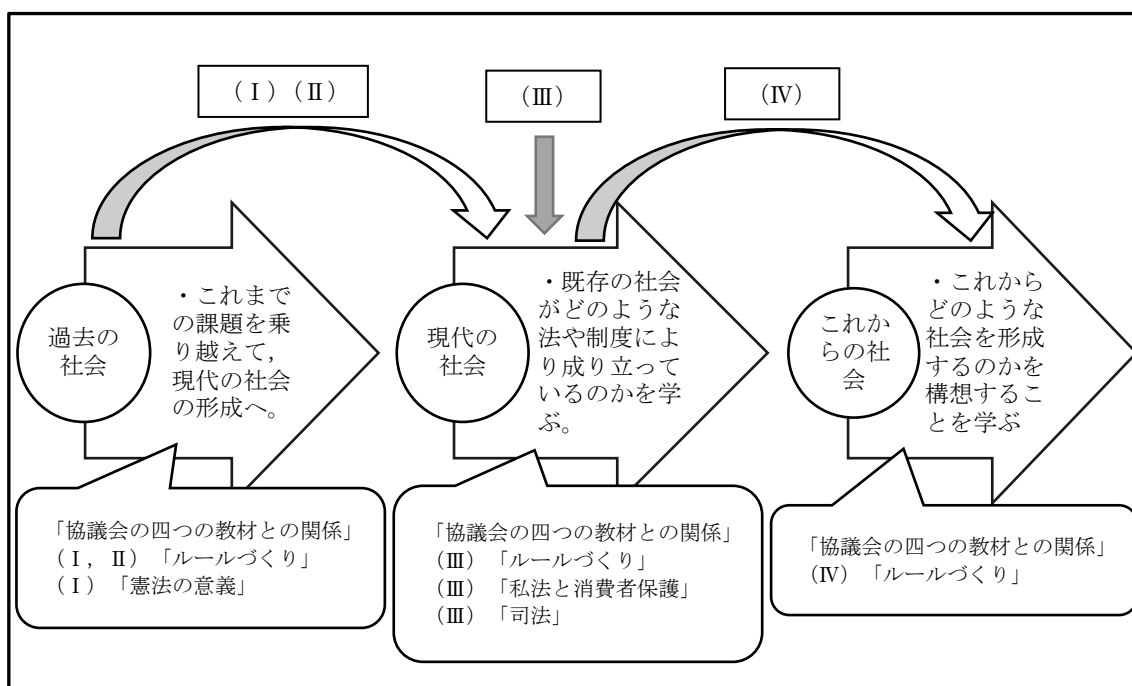 (Ⅰ)(Ⅱ)
(Ⅲ)
(Ⅳ)
過去の
社会
・これまで
の課題を乗
り越えて,
現代の社会
の形成へ。
現代の
社会
・既存の社会
がどのような
法や制度によ
り成り立って
いるのかを学
ぶ。
これか
らの社
会
・これから
どのような
社会を形成
するのかを
構想するこ
とを学ぶ
「協議会の四つの教材との関係」
(Ⅰ,Ⅱ)「ルールづくり」
(Ⅰ)「憲法の意義」
「協議会の四つの教材との関係」
(Ⅲ)「ルールづくり」
(Ⅲ)「私法と消費者保護」
(Ⅲ)「司法」
「協議会の四つの教材との関係」
(Ⅳ)「ルールづくり」